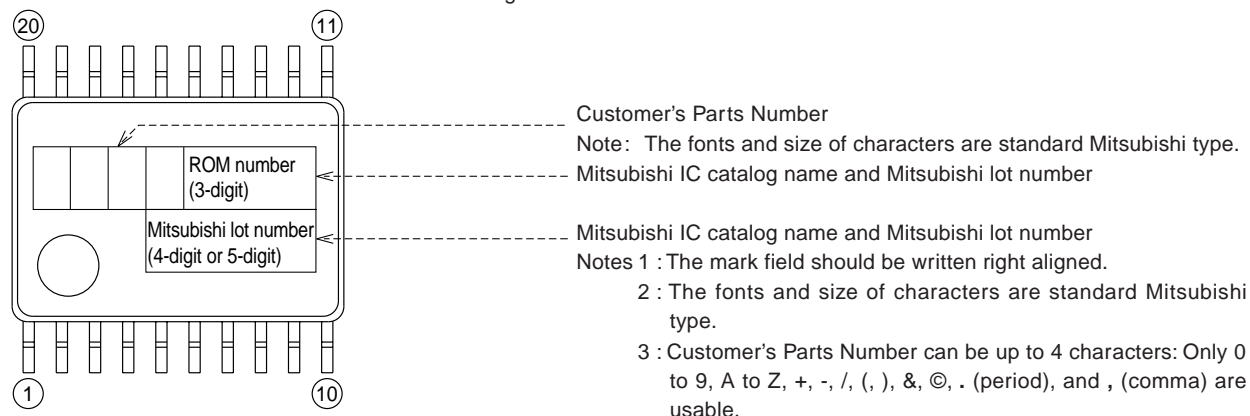 20
11
Customer's Parts Number
Note: The fonts and size of characters are standard Mitsubishi type.
ROM number
(3-digit)
Mitsubishi IC catalog name and Mitsubishi lot number
Mitsubishi lot number
(4-digit or 5-digit)
Mitsubishi IC catalog name and Mitsubishi lot number
Notes 1 : The mark field should be written right aligned.
2 : The fonts and size of characters are standard Mitsubishi
type.
3 : Customer's Parts Number can be up to 4 characters: Only 0
to 9, A to Z, +, -, /, (, ), &, ©, . (period), and , (comma) are
usable.
1
10